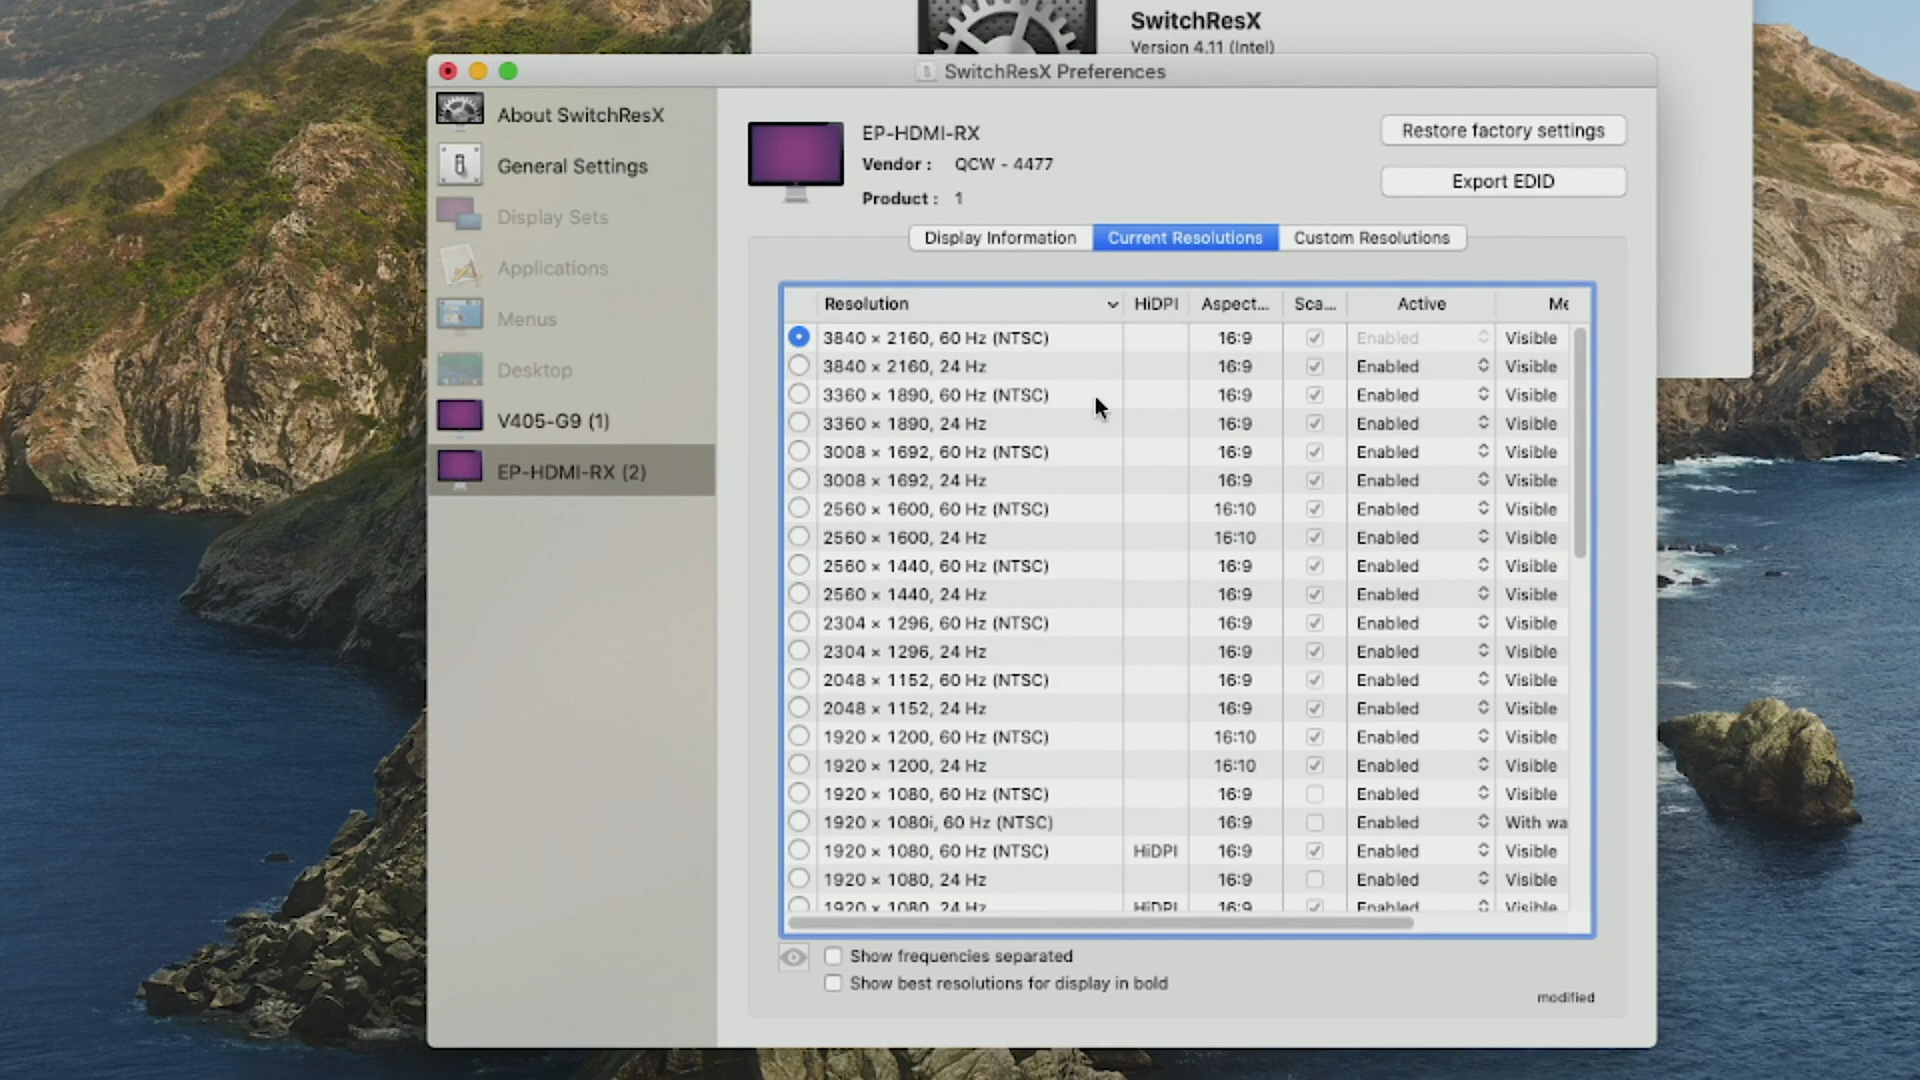 SwitchResX
Version 4.11 (Intel)
SwitchResX Preferences
About SwitchResX
General Settings
Display Sets
Applications
Menus
Desktop
V405-G9 (1)
EP-HDMI-RX (2)
EP-HDMI-RX
Vendor : QCW - 4477
Product : 1
Restore factory settings
Export EDID
Display Information Current Resolutions Custom Resolutions
Resolution HiDPI Aspect... Sca... Active Me
3840 × 2160, 60 Hz (NTSC) 16:9 Enabled Visible
3840 × 2160, 24 Hz 16:9 Enabled Visible
3360 × 1890, 60 Hz (NTSC) 16:9 Enabled Visible
3360 × 1890, 24 Hz 16:9 Enabled Visible
3008 × 1692, 60 Hz (NTSC) 16:9 Enabled Visible
3008 × 1692, 24 Hz 16:9 Enabled Visible
2560 × 1600, 60 Hz (NTSC) 16:10 Enabled Visible
2560 × 1600, 24 Hz 16:10 Enabled Visible
2560 × 1440, 60 Hz (NTSC) 16:9 Enabled Visible
2560 × 1440, 24 Hz 16:9 Enabled Visible
2304 × 1296, 60 Hz (NTSC) 16:9 Enabled Visible
2304 × 1296, 24 Hz 16:9 Enabled Visible
2048 × 1152, 60 Hz (NTSC) 16:9 Enabled Visible
2048 × 1152, 24 Hz 16:9 Enabled Visible
1920 × 1200, 60 Hz (NTSC) 16:10 Enabled Visible
1920 × 1200, 24 Hz 16:10 Enabled Visible
1920 × 1080, 60 Hz (NTSC) 16:9 Enabled Visible
1920 × 1080i, 60 Hz (NTSC) 16:9 Enabled With wa
1920 × 1080, 60 Hz (NTSC) HiDPI 16:9 Enabled Visible
1920 × 1080, 24 Hz 16:9 Enabled Visible
1920 × 1080, 24 Hz HiDPI 16:9 Enabled Visible
Show frequencies separated
Show best resolutions for display in bold
modified